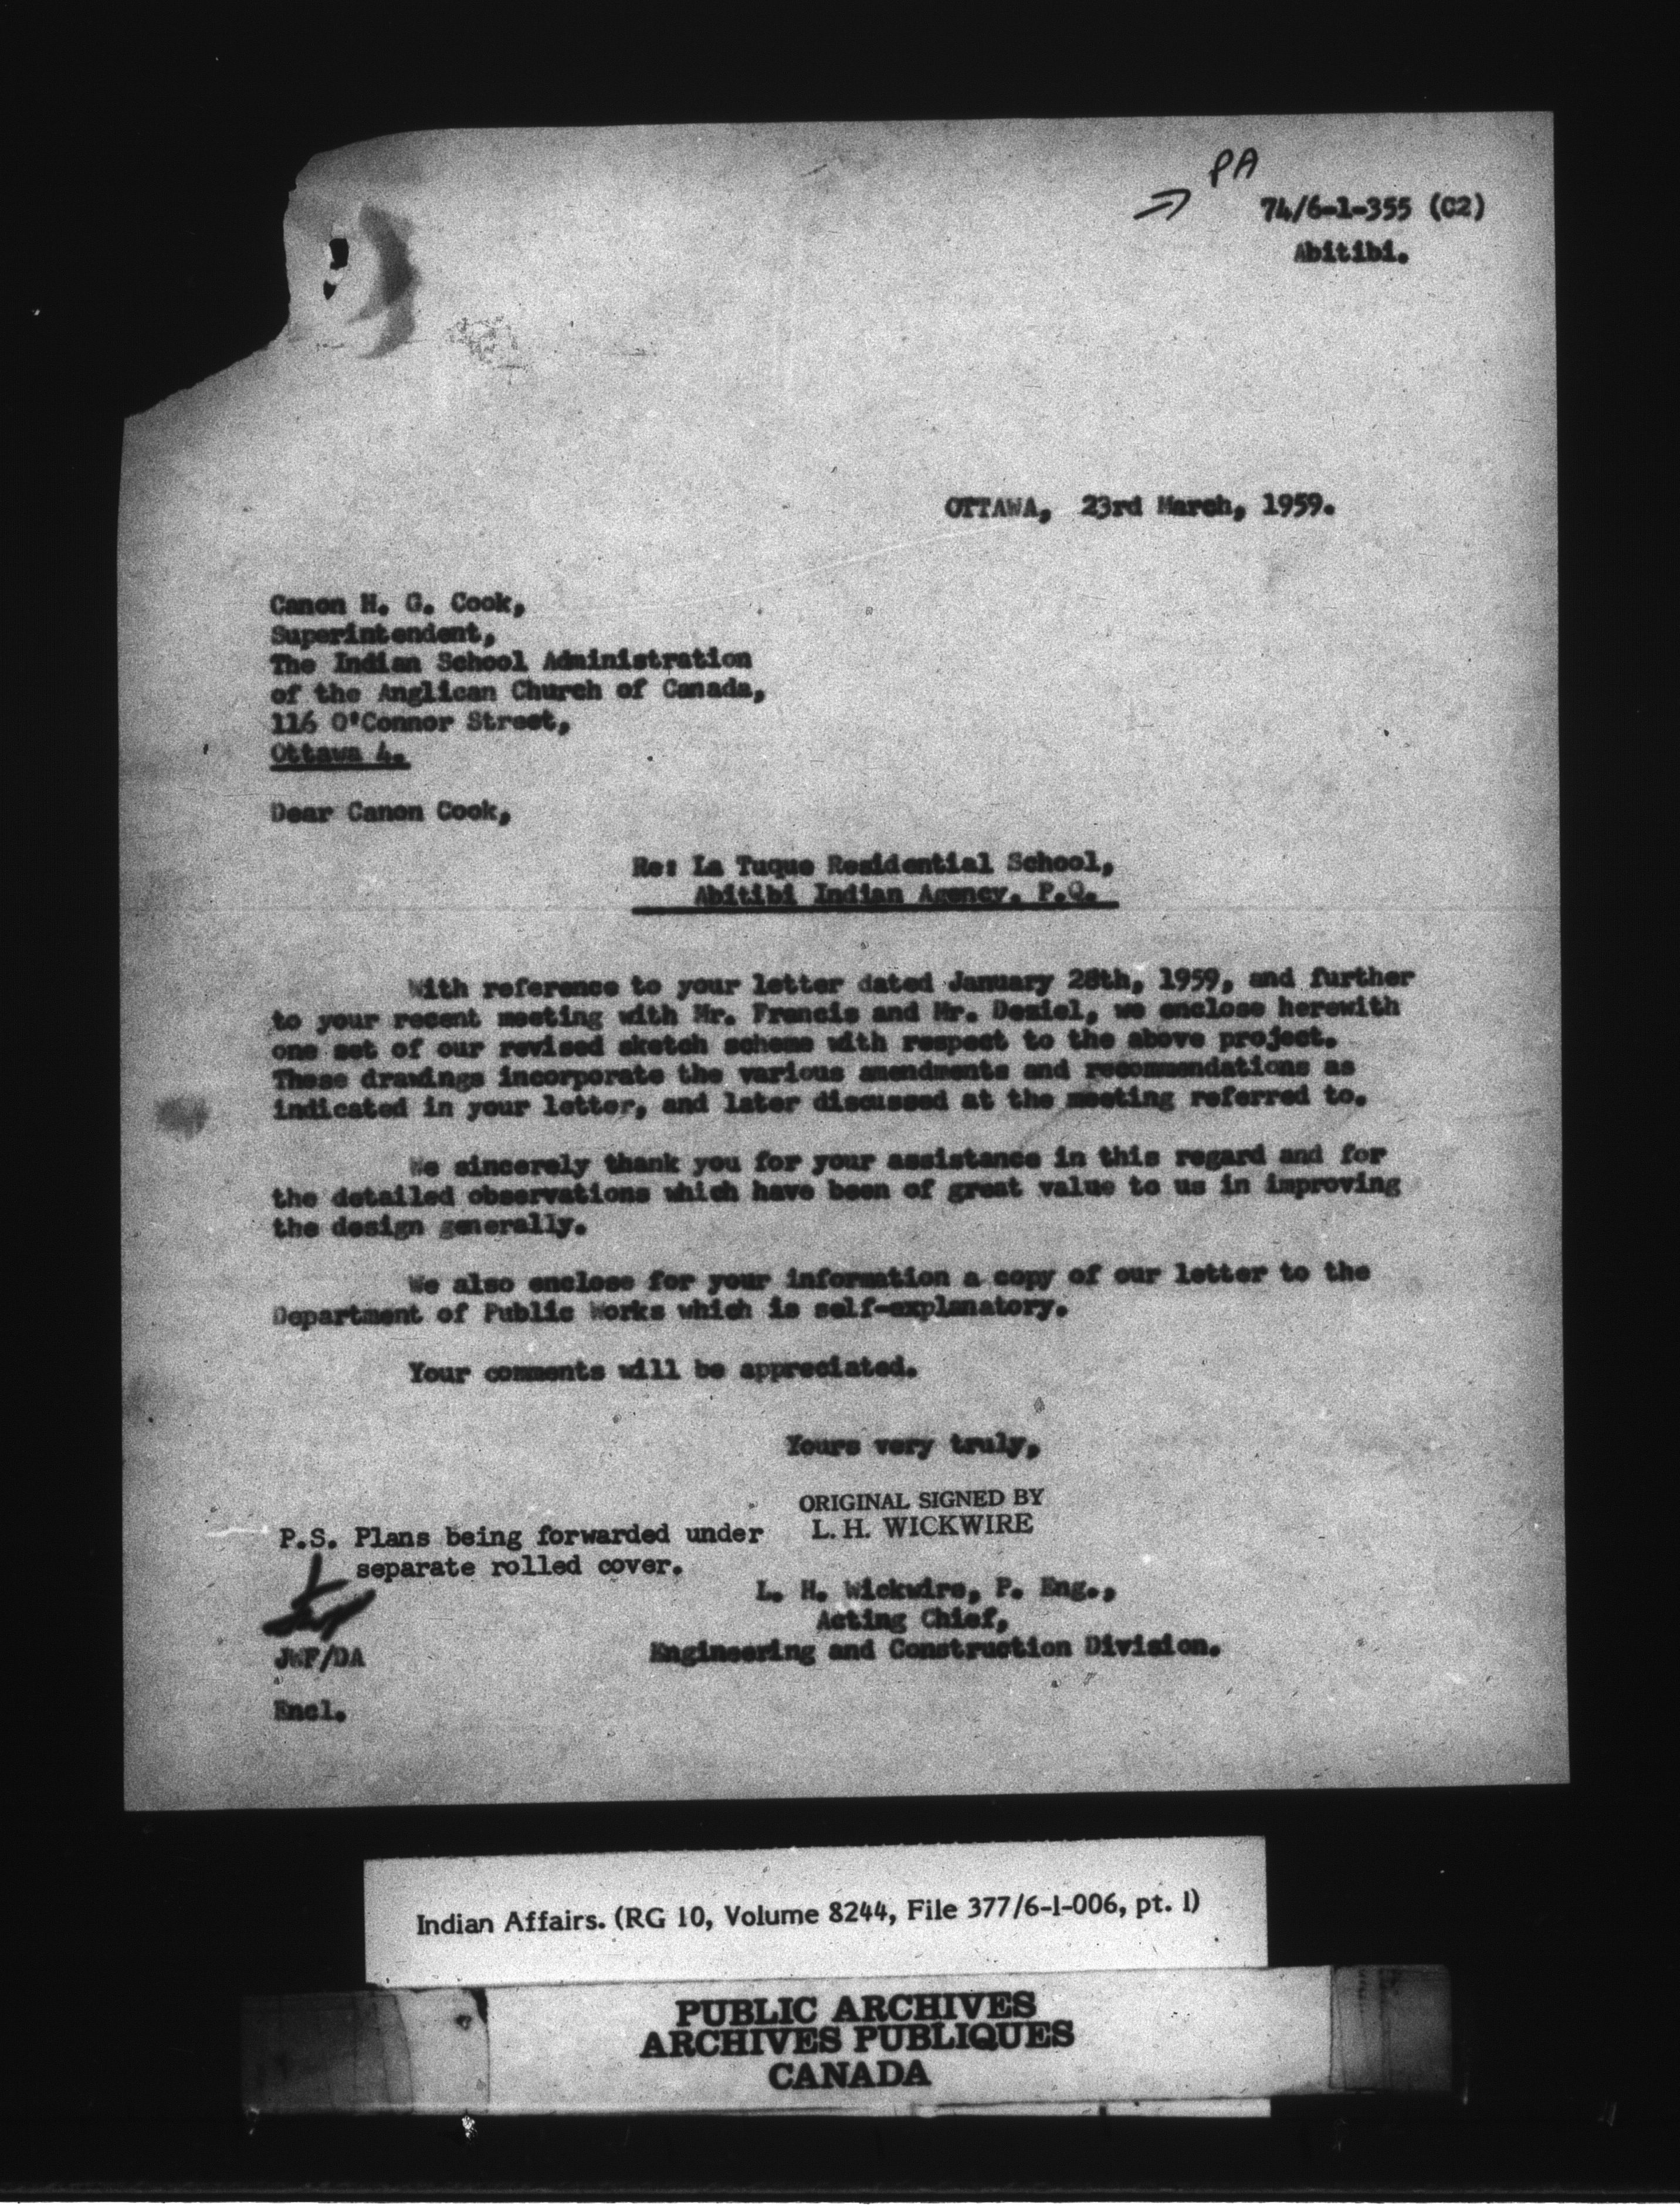 PA
74/6-1-355 (C2)
Abitibi.
OTTAWA, 23rd March, 1959.
Canon H. G. Cook,
Superintendent,
The Indian School Administration
of the Anglican Church of Canada,
116 O'Connor Street,
Ottawa 4.
Dear Canon Cook,
Re: La Tuque Residential School,
Abitibi Indian Agency, P.Q.
With reference to your letter dated January 28th, 1959, and further
to your recent meeting with Mr. Francis and Mr. Deziel, we enclose herewith
one set of our revised sketch scheme with respect to the above project.
These drawings incorporate the various amendments and recommendations as
indicated in your letter, and later discussed at the meeting referred to.
We sincerely thank you for your assistance in this regard and for
the detailed observations which have been of great value to us in improving
the design generally.
We also enclose for your information a copy of our letter to the
Department of Public Works which is self-explanatory.
Your comments will be appreciated.
Yours very truly,
ORIGINAL SIGNED BY
L. H. WICKWIRE
P.S. Plans being forwarded under
separate rolled cover.
L. H. Wickwire, P. Eng.,
Acting Chief,
Engineering and Construction Division.
JWF/DA
Encl.
Indian Affairs. (RG 10, Volume 8244, File 377/6-1-006, pt. 1)
PUBLIC ARCHIVES
ARCHIVES PUBLIQUES
CANADA